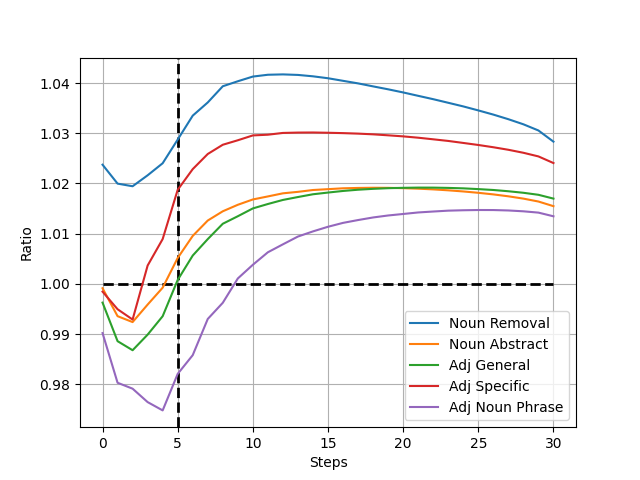 1.04
1.03
1.02
1.01
1.00
0.99
0.98
Ratio
Noun Removal
Noun Abstract
Adj General
Adj Specific
Adj Noun Phrase
0 5 10 15 20 25 30
Steps